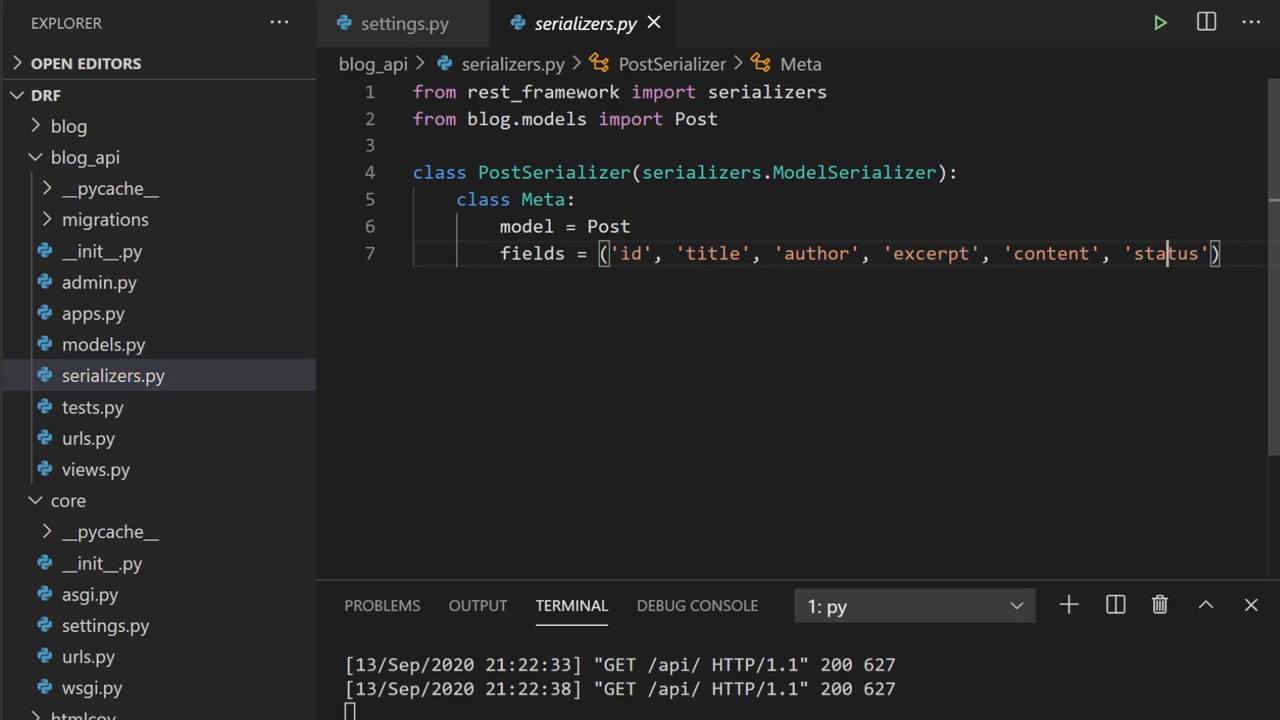 EXPLORER
settings.py
serializers.py
OPEN EDITORS
DRF
blog
blog_api
__pycache__
migrations
__init__.py
admin.py
apps.py
models.py
serializers.py
tests.py
urls.py
views.py
core
__pycache__
__init__.py
asgi.py
settings.py
urls.py
wsgi.py
htmlcov
blog_api > serializers.py > PostSerializer > Meta
1 from rest_framework import serializers
2 from blog.models import Post
3
4 class PostSerializer(serializers.ModelSerializer):
5 class Meta:
6 model = Post
7 fields = ('id', 'title', 'author', 'excerpt', 'content', 'status')
PROBLEMS OUTPUT TERMINAL DEBUG CONSOLE 1: py
[13/Sep/2020 21:22:33] "GET /api/ HTTP/1.1" 200 627
[13/Sep/2020 21:22:38] "GET /api/ HTTP/1.1" 200 627